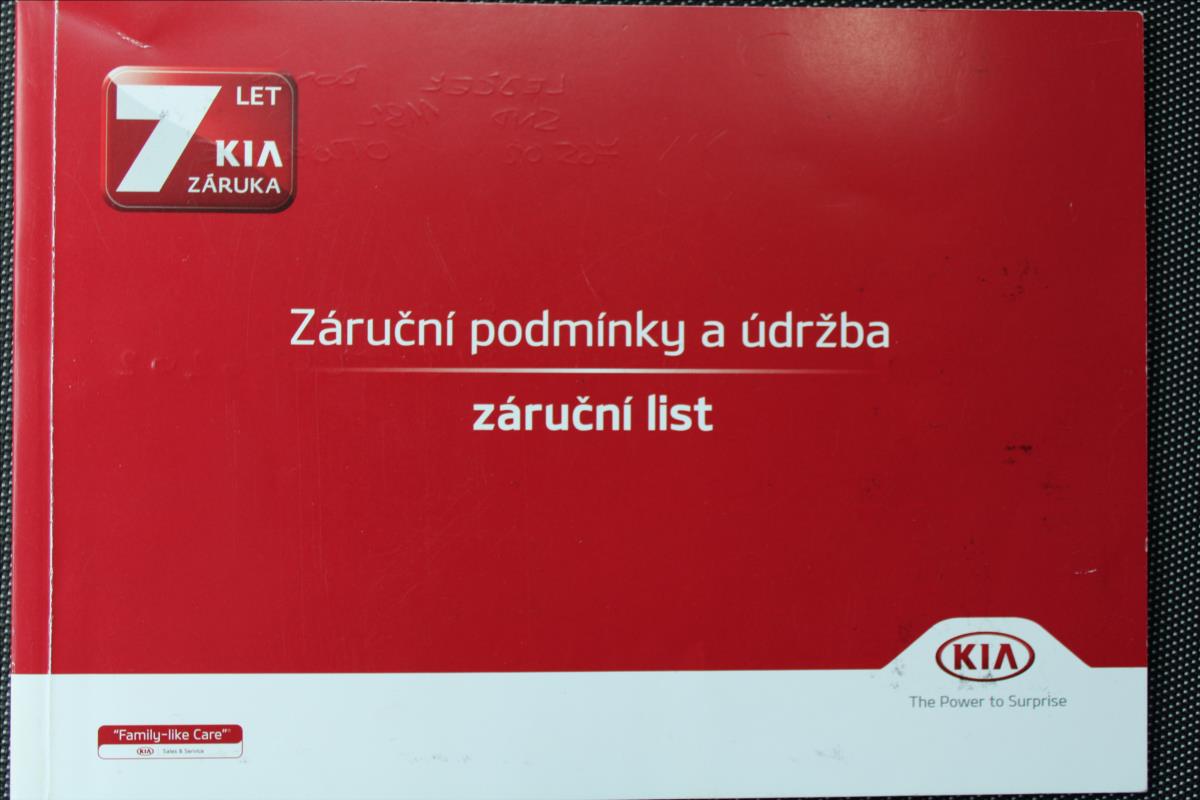 7 LET
KIA
ZÁRUKA
Záruční podmínky a údržba
záruční list
KIA
The Power to Surprise
"Family-like Care"
KIA Sales & Service